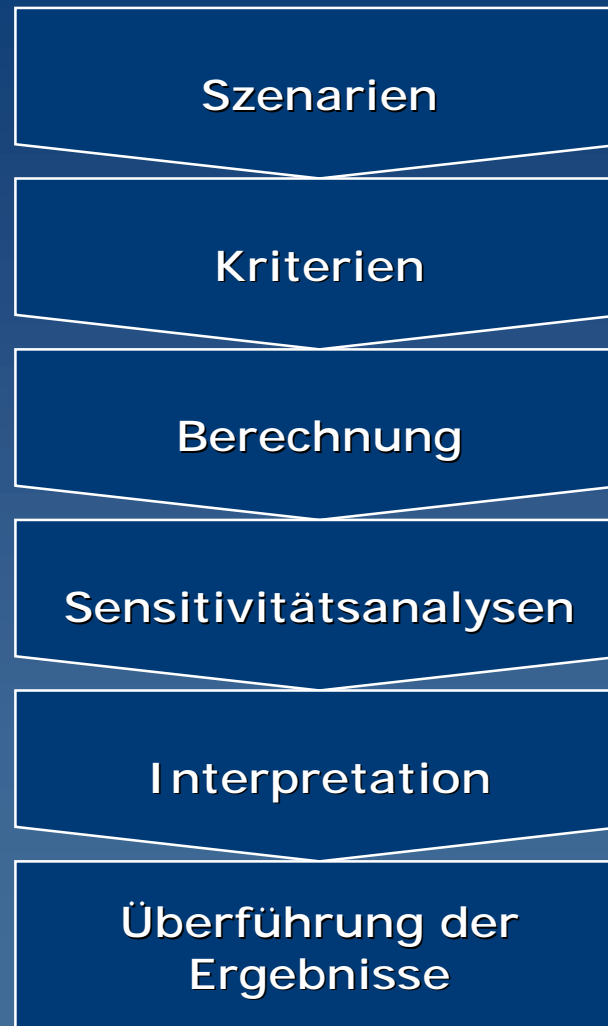 Szenarien
Kriterien
Berechnung
Sensitivitätsanalysen
Interpretation
Überführung der
Ergebnisse